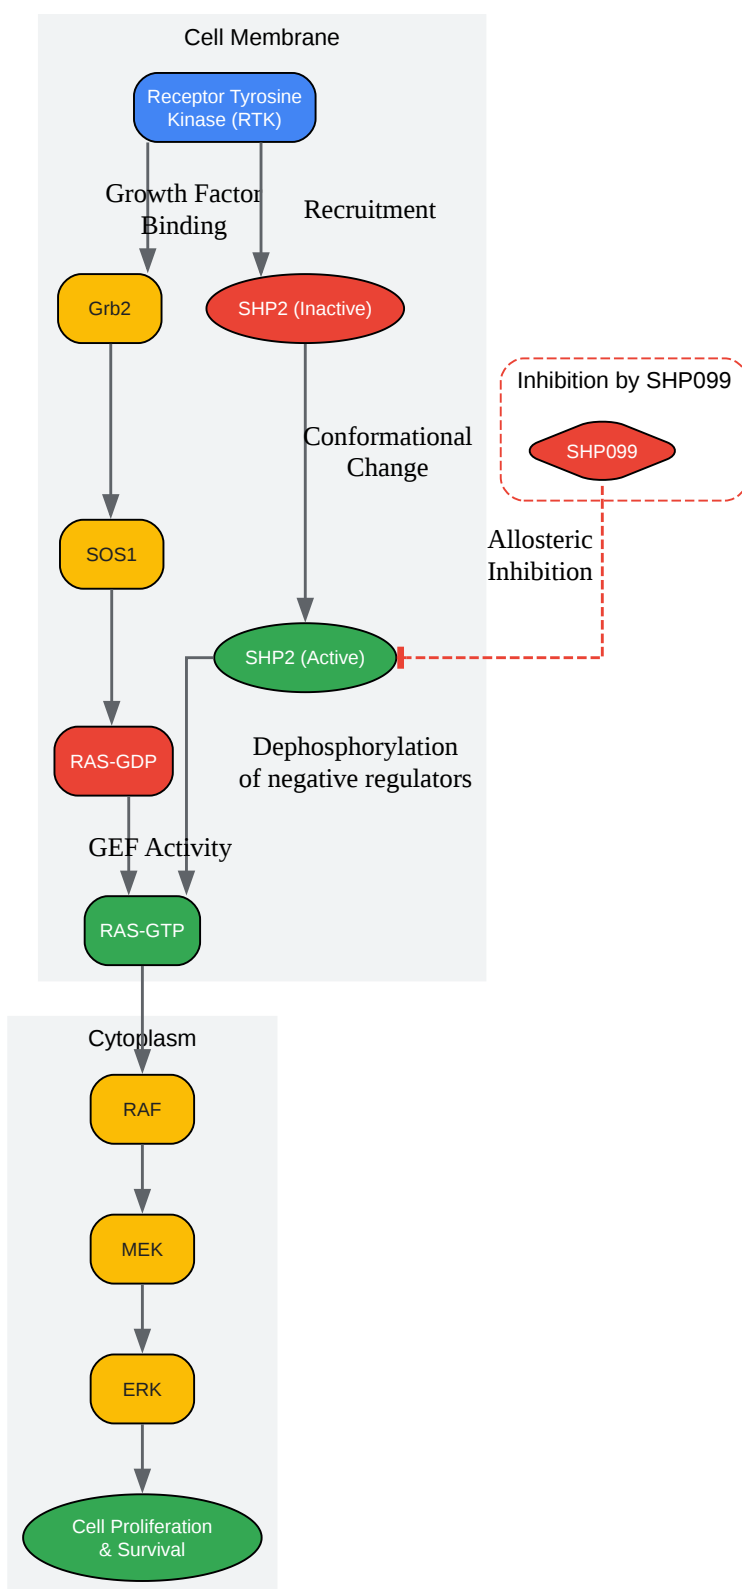 Cell Membrane
Receptor Tyrosine
Kinase (RTK)
Growth Factor
Binding
Recruitment
Grb2
SHP2 (Inactive)
Inhibition by SHP099
SHP099
Conformational
Change
Allosteric
Inhibition
SOS1
SHP2 (Active)
Dephosphorylation
of negative regulators
RAS-GDP
GEF Activity
RAS-GTP
Cytoplasm
RAF
MEK
ERK
Cell Proliferation
& Survival